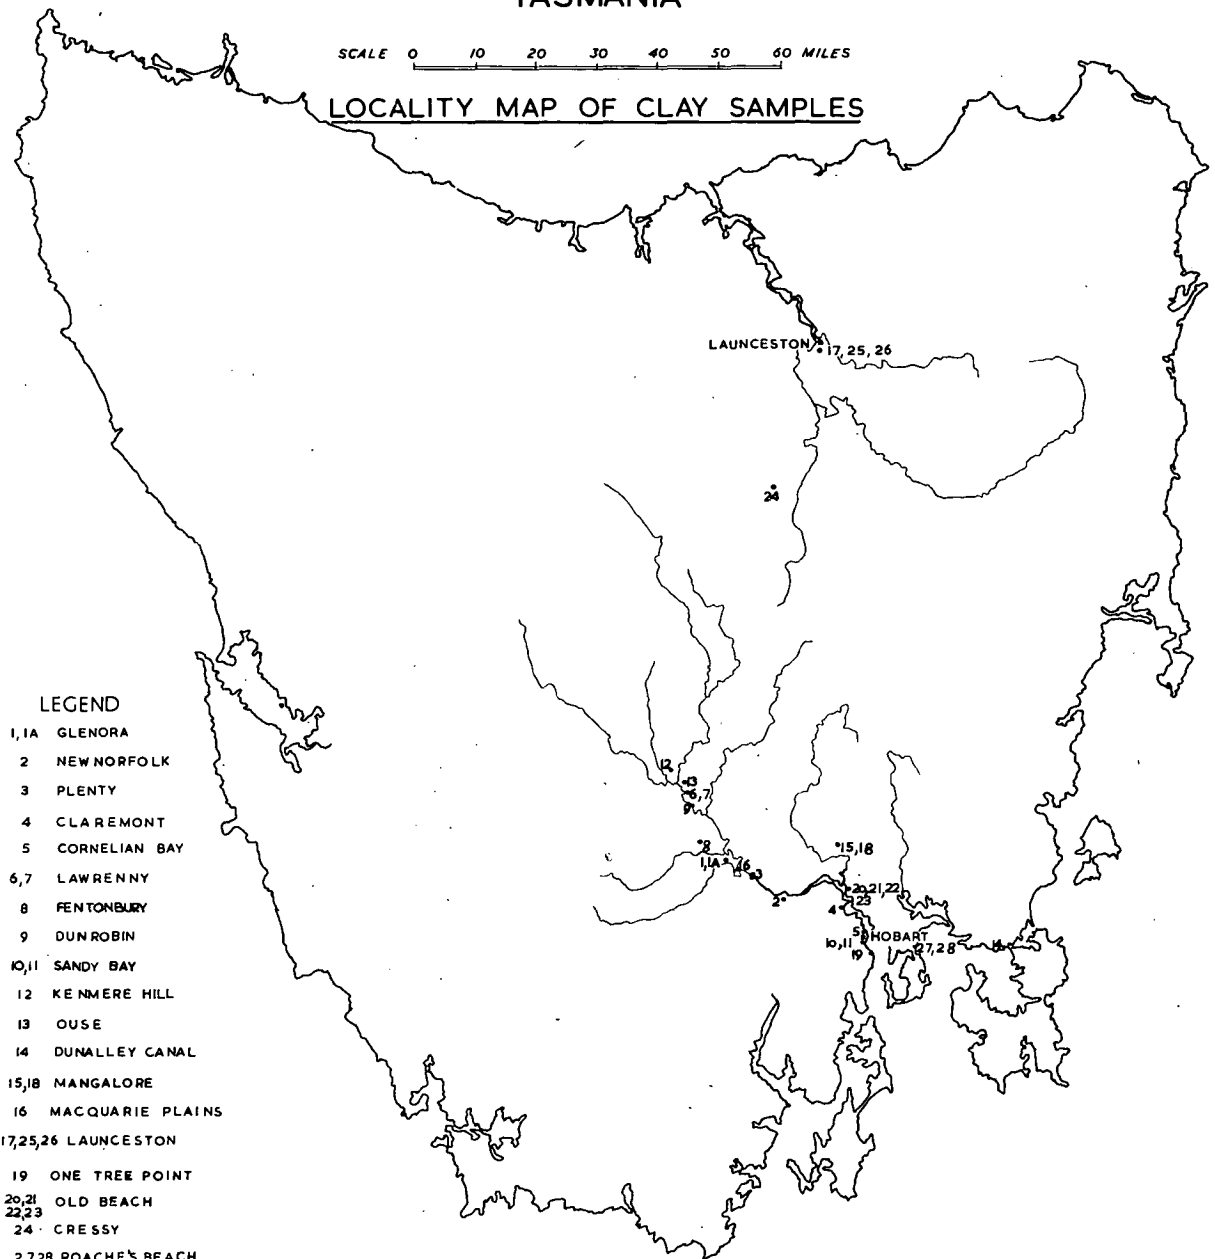 TASMANIA
SCALE 0 10 20 30 40 50 60 MILES
LOCALITY MAP OF CLAY SAMPLES
LAUNCESTON
17, 25, 26
24
12
13
6, 7
9
8
1, 1A
16
3
2
15, 18
20, 21, 22
23
4
5
HOBART
10, 11
19
27, 28
14
LEGEND
1, 1A GLENORA
2 NEW NORFOLK
3 PLENTY
4 CLAREMONT
5 CORNELIAN BAY
6,7 LAWRENNY
8 FENTONBURY
9 DUNROBIN
10,11 SANDY BAY
12 KENMERE HILL
13 OUSE
14 DUNALLEY CANAL
15,18 MANGALORE
16 MACQUARIE PLAINS
17,25,26 LAUNCESTON
19 ONE TREE POINT
20,21 OLD BEACH
22,23
24 CRESSY
27,28 ROACHE'S BEACH